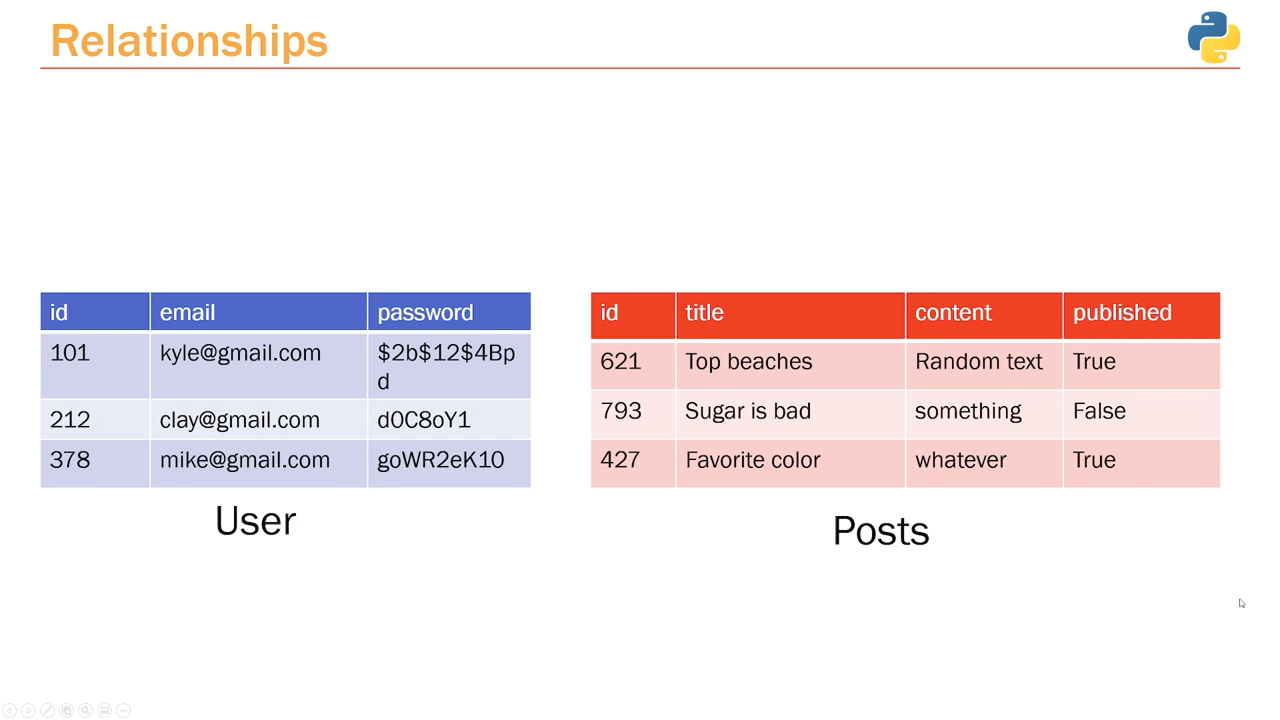 Relationships
id email password
101 kyle@gmail.com $2b$12$4Bp
d
212 clay@gmail.com d0C8oY1
378 mike@gmail.com goWR2eK10
User
id title content published
621 Top beaches Random text True
793 Sugar is bad something False
427 Favorite color whatever True
Posts